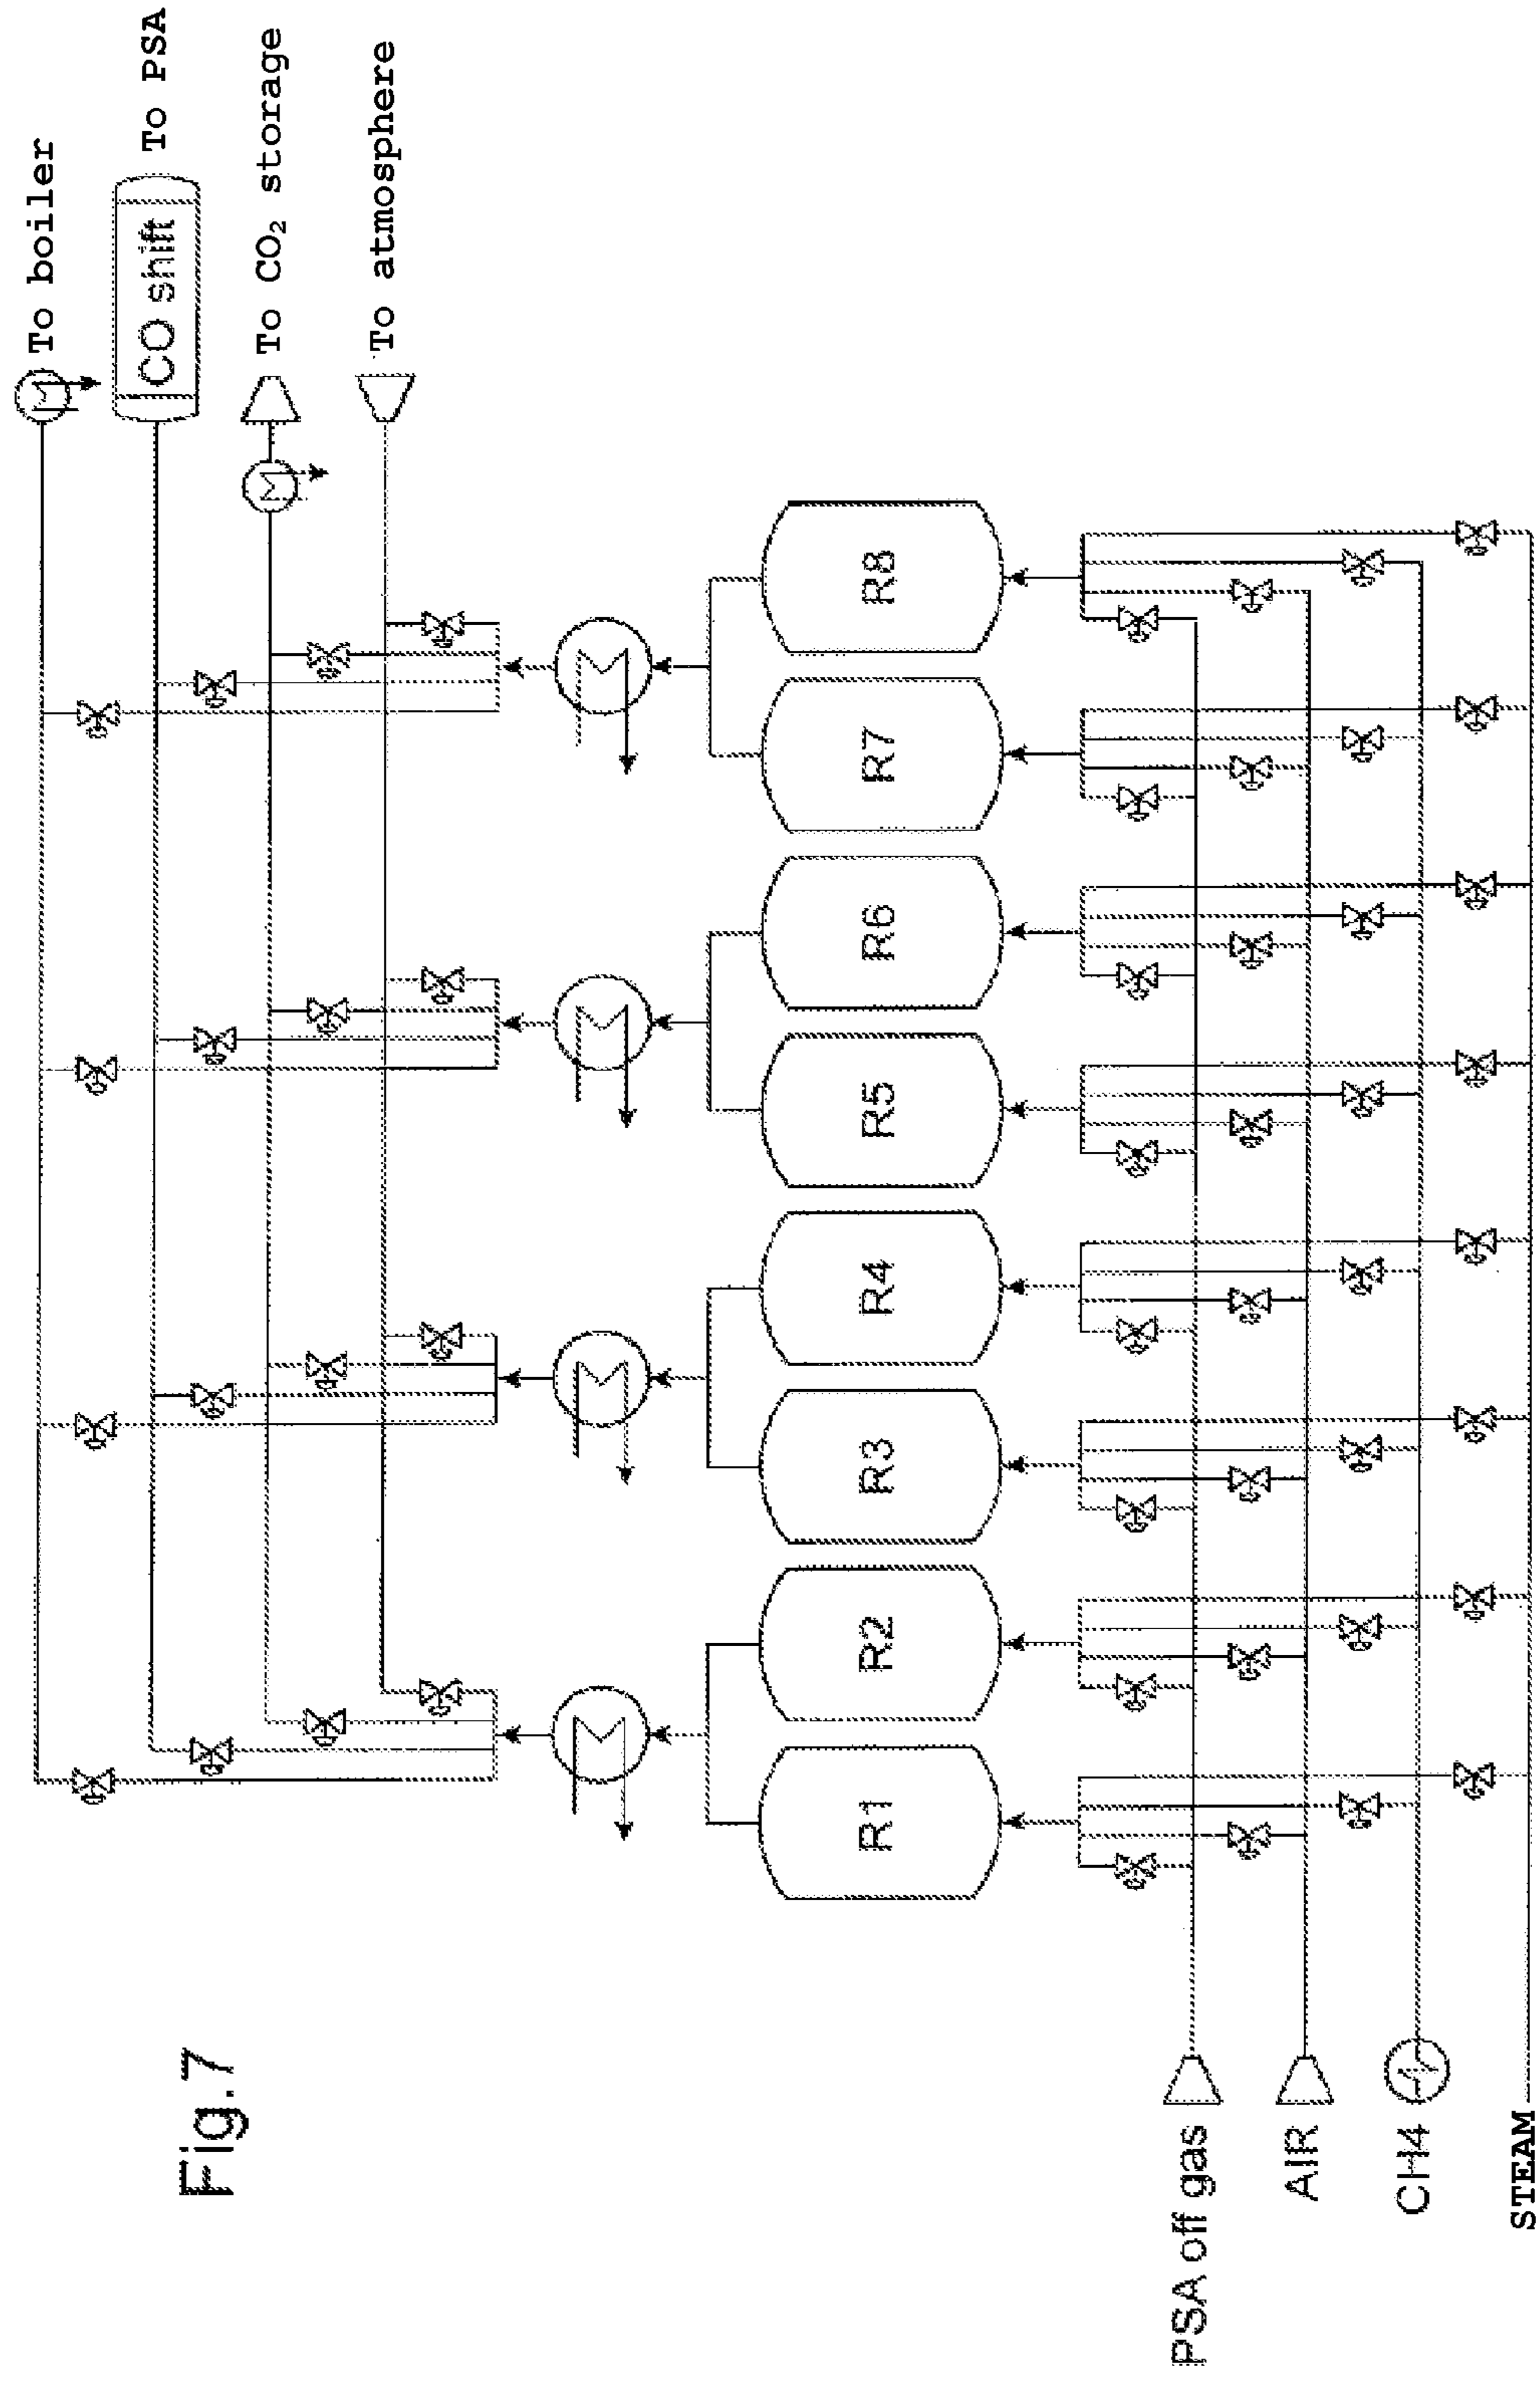 Fig.7
To boiler
CO shift
To PSA
To CO₂ storage
To atmosphere
R1
R2
R3
R4
R5
R6
R7
R8
PSA off gas
AIR
CH4
STEAM